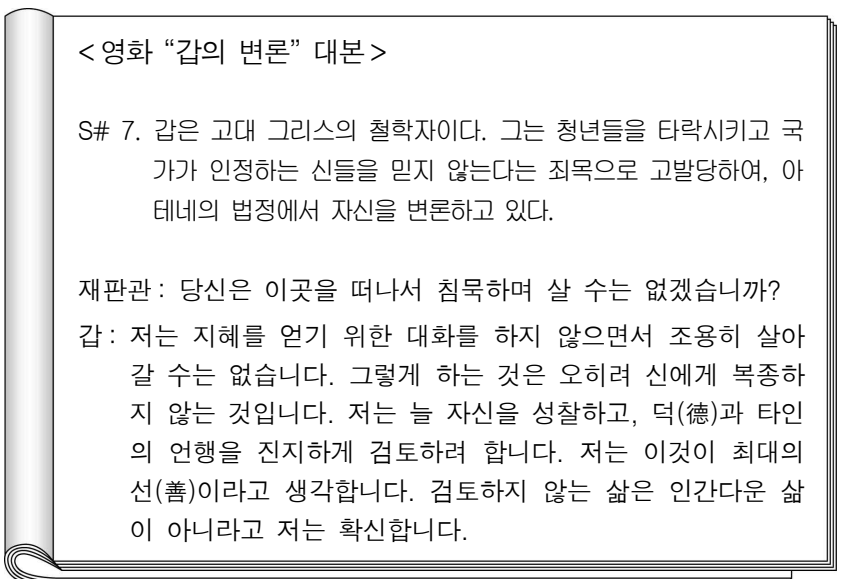 <영화 “갑의 변론” 대본>
S# 7. 갑은 고대 그리스의 철학자이다. 그는 청년들을 타락시키고 국
가가 인정하는 신들을 믿지 않는다는 죄목으로 고발당하여, 아
테네의 법정에서 자신을 변론하고 있다.
재판관 : 당신은 이곳을 떠나서 침묵하며 살 수는 없겠습니까?
갑 : 저는 지혜를 얻기 위한 대화를 하지 않으면서 조용히 살아
갈 수는 없습니다. 그렇게 하는 것은 오히려 신에게 복종하
지 않는 것입니다. 저는 늘 자신을 성찰하고, 덕(德)과 타인
의 언행을 진지하게 검토하려 합니다. 저는 이것이 최대의
선(善)이라고 생각합니다. 검토하지 않는 삶은 인간다운 삶
이 아니라고 저는 확신합니다.